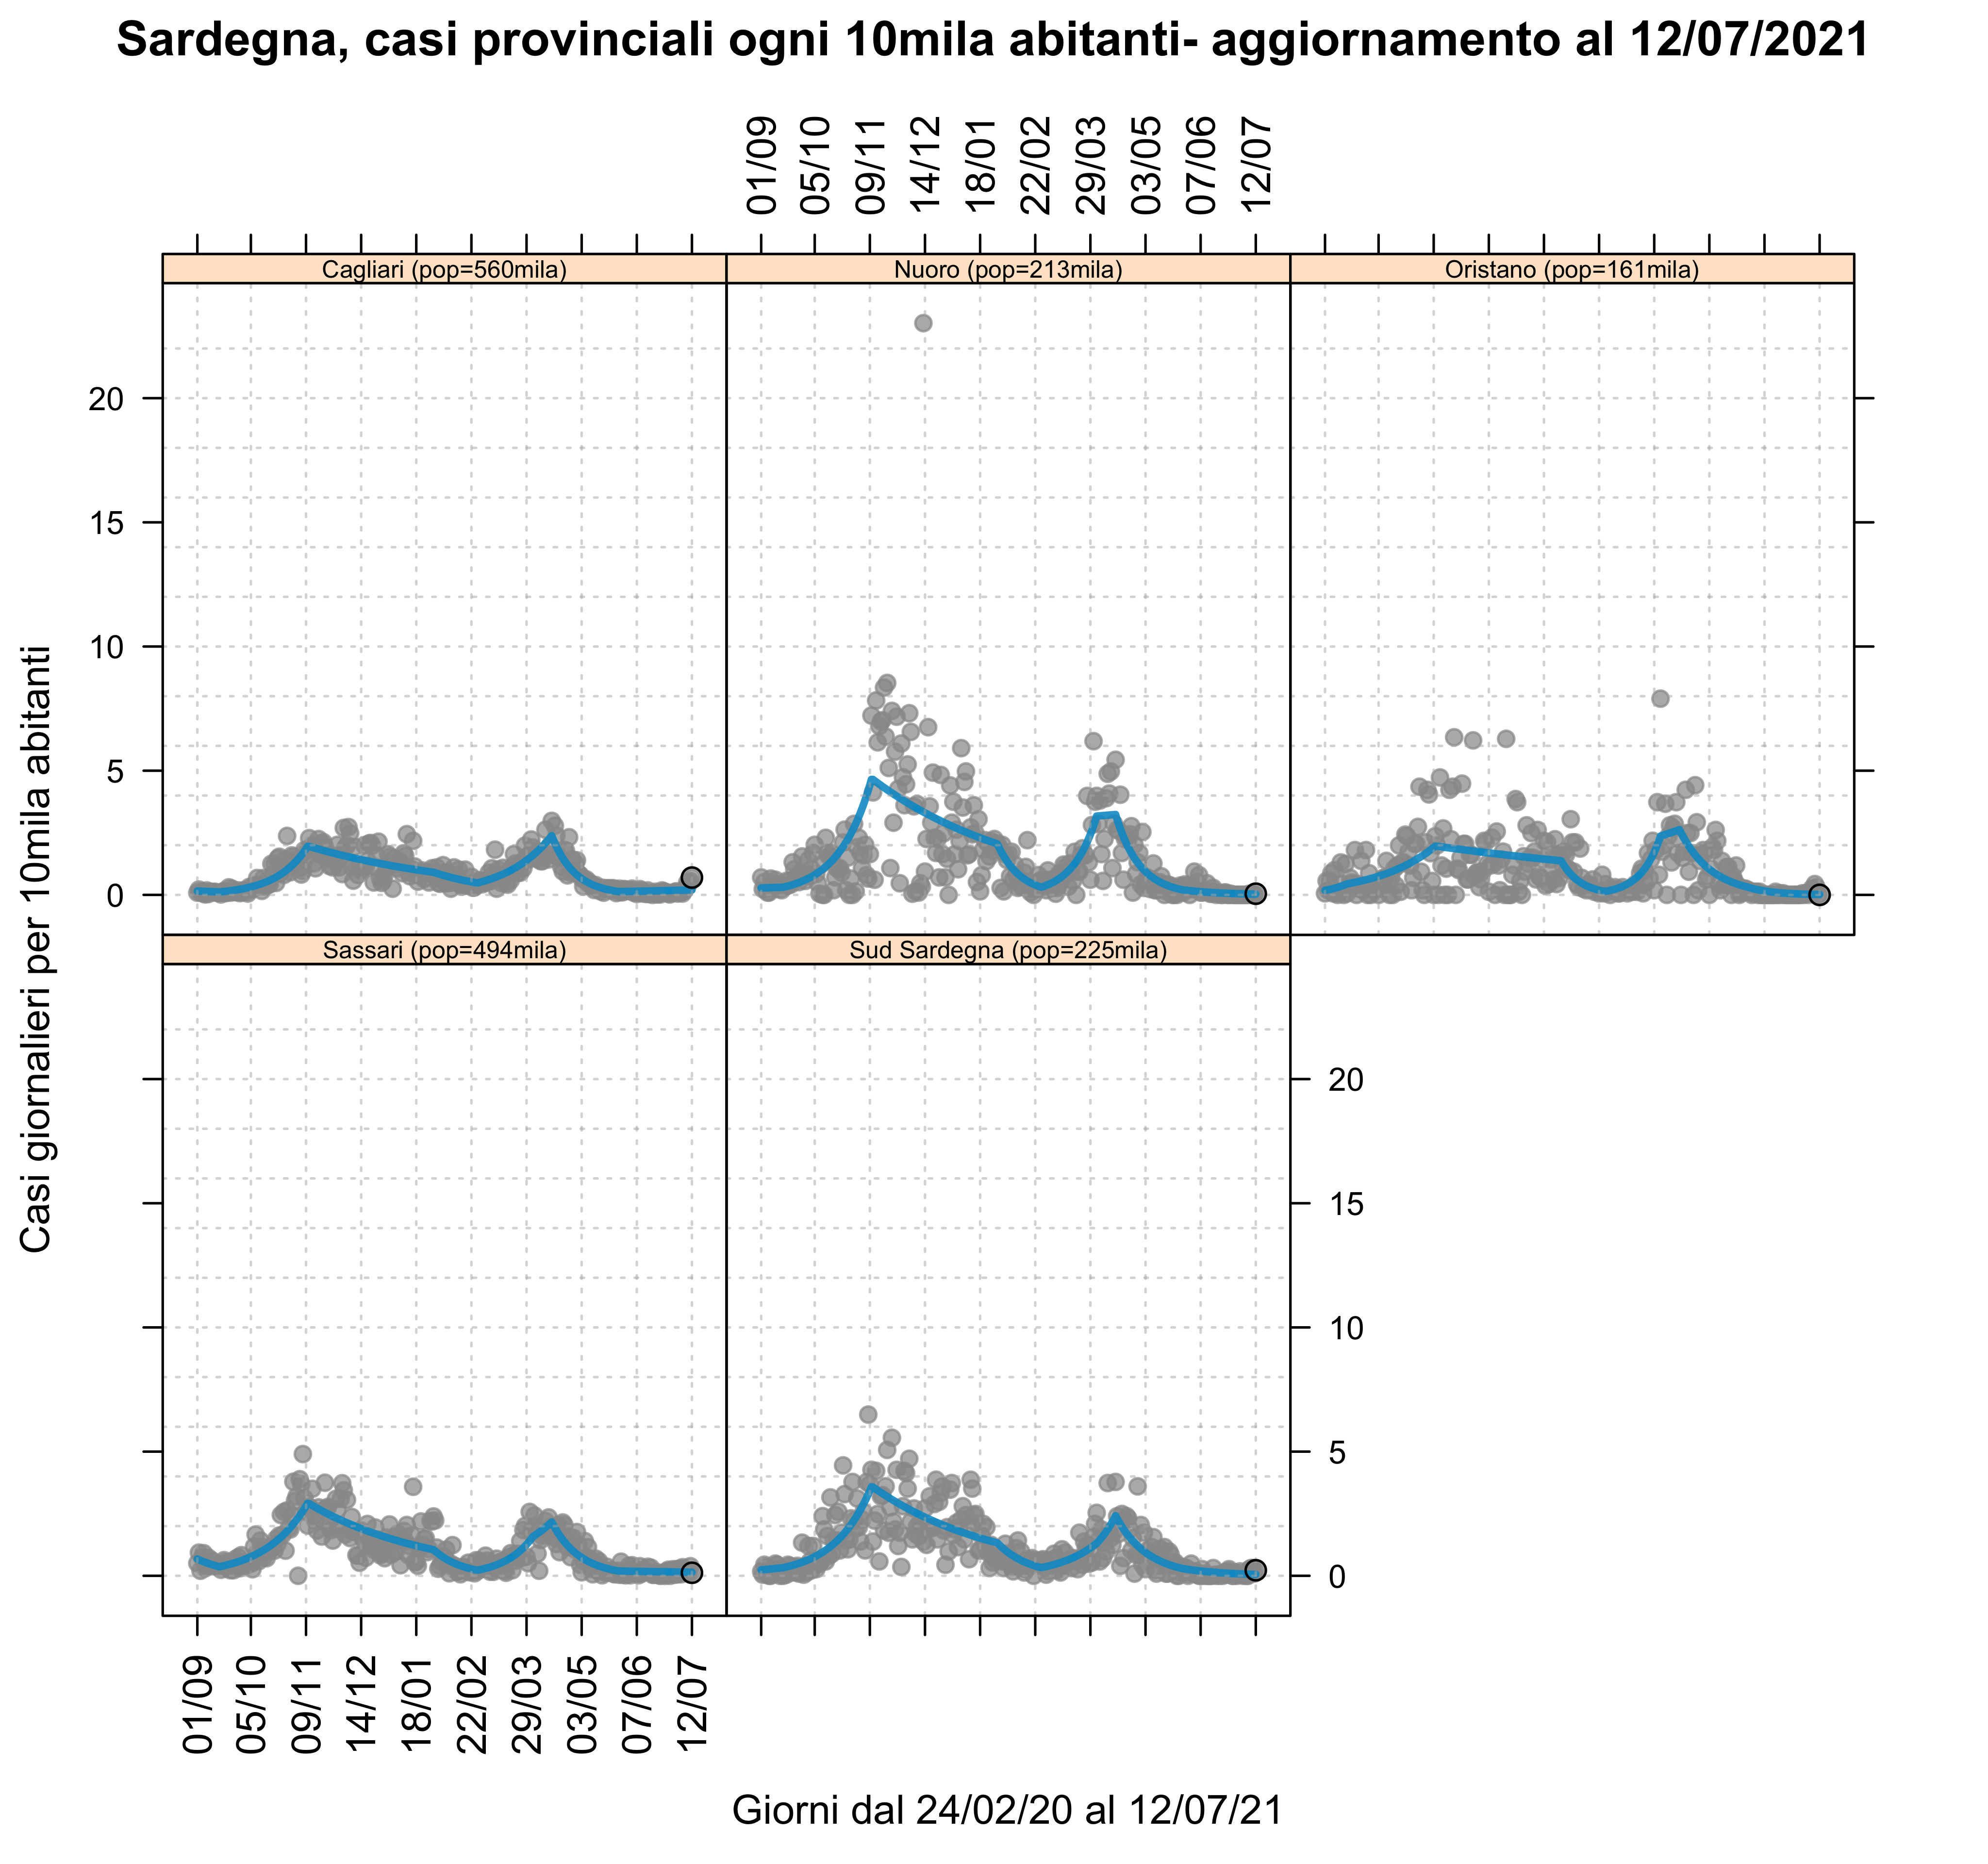 Sardegna, casi provinciali ogni 10mila abitanti- aggiornamento al 12/07/2021
01/09 05/10 09/11 14/12 18/01 22/02 29/03 03/05 07/06 12/07
Cagliari (pop=560mila)
Nuoro (pop=213mila)
Oristano (pop=161mila)
20
15
10
5
0
Casi giornalieri per 10mila abitanti
Sassari (pop=494mila)
Sud Sardegna (pop=225mila)
20
15
10
5
0
01/09 05/10 09/11 14/12 18/01 22/02 29/03 03/05 07/06 12/07
Giorni dal 24/02/20 al 12/07/21